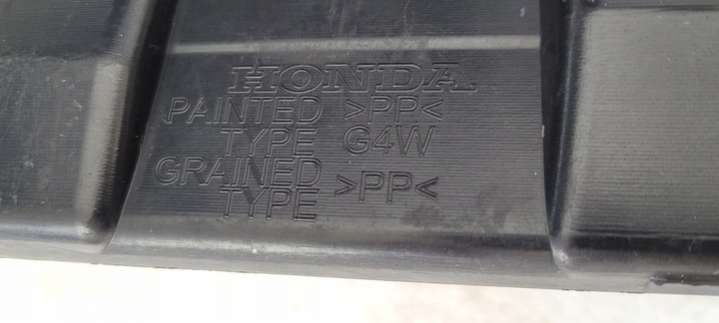 HONDA
PAINTED TYPE >PP< G4W
GRAINED TYPE >PP<